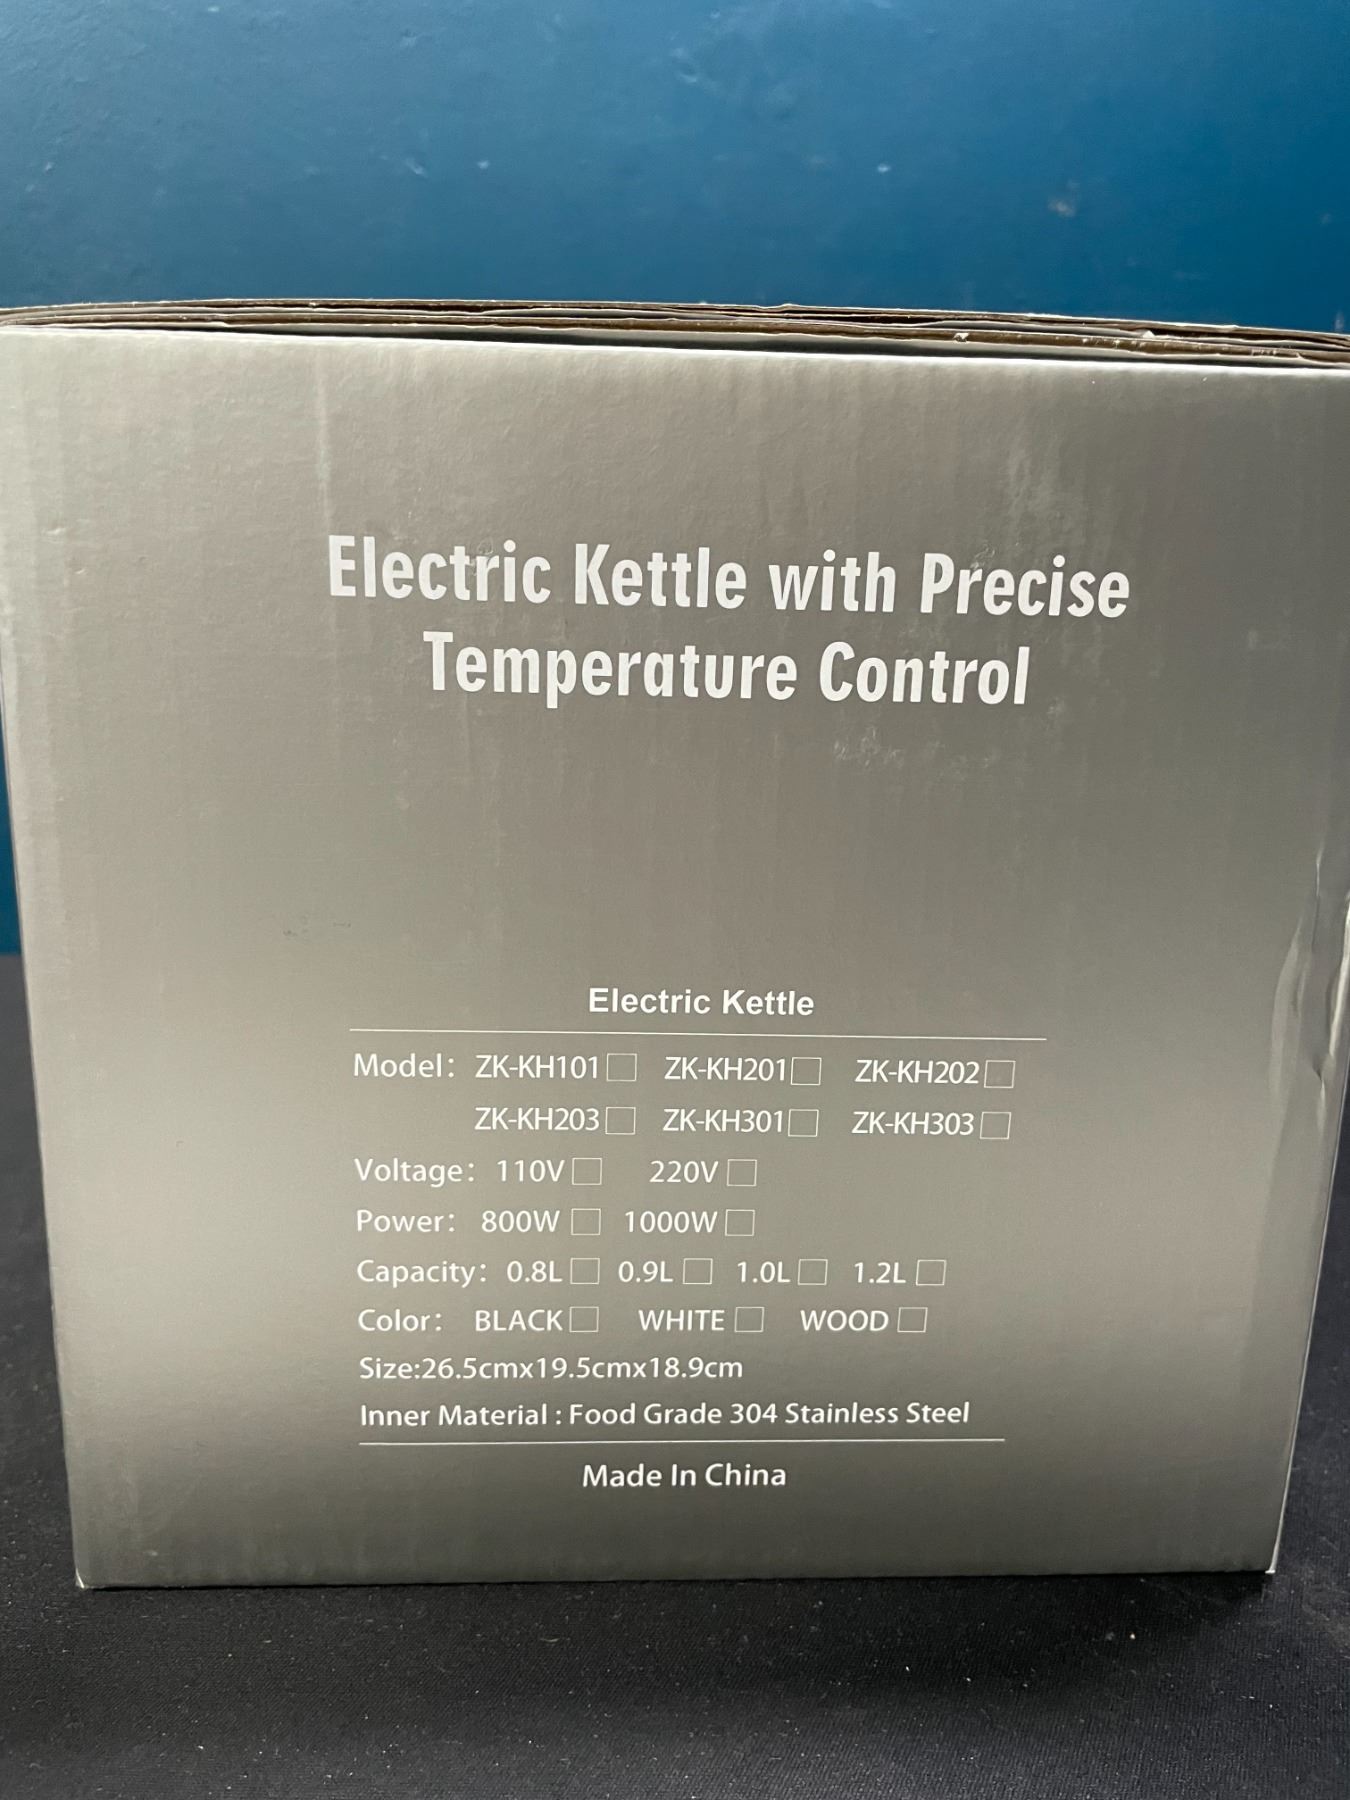 Electric Kettle with Precise
Temperature Control
Electric Kettle
Model: ZK-KH101☐ ZK-KH201☐ ZK-KH202☐
ZK-KH203☐ ZK-KH301☐ ZK-KH303☐
Voltage: 110V☐ 220V☐
Power: 800W☐ 1000W☐
Capacity: 0.8L☐ 0.9L☐ 1.0L☐ 1.2L☐
Color: BLACK☐ WHITE☐ WOOD☐
Size:26.5cmx19.5cmx18.9cm
Inner Material : Food Grade 304 Stainless Steel
Made In China